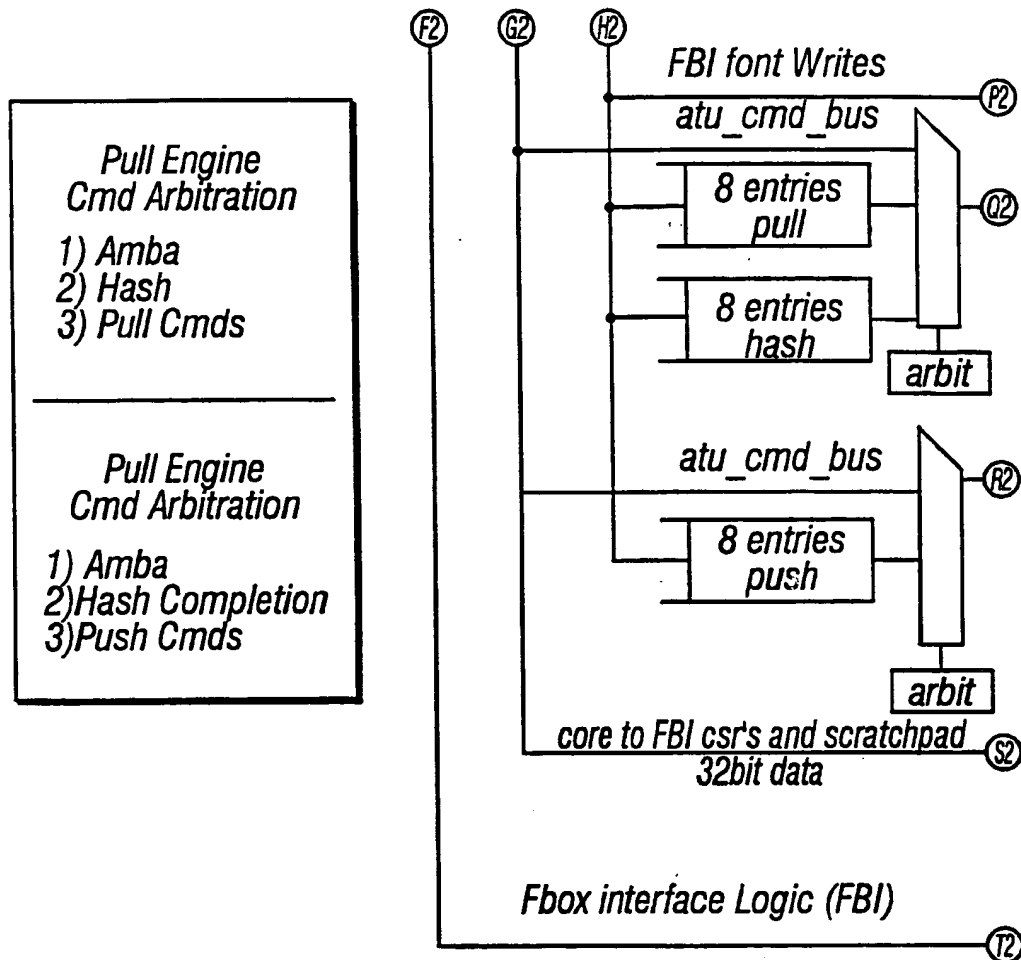 F2 G2 H2
FBI font Writes
P2
atu_cmd_bus
8 entries
pull
Q2
8 entries
hash
arbit
atu_cmd_bus
R2
8 entries
push
arbit
core to FBI csr's and scratchpad
32bit data
S2
Fbox interface Logic (FBI)
T2
Pull Engine
Cmd Arbitration
1) Amba
2) Hash
3) Pull Cmds
Pull Engine
Cmd Arbitration
1) Amba
2)Hash Completion
3)Push Cmds